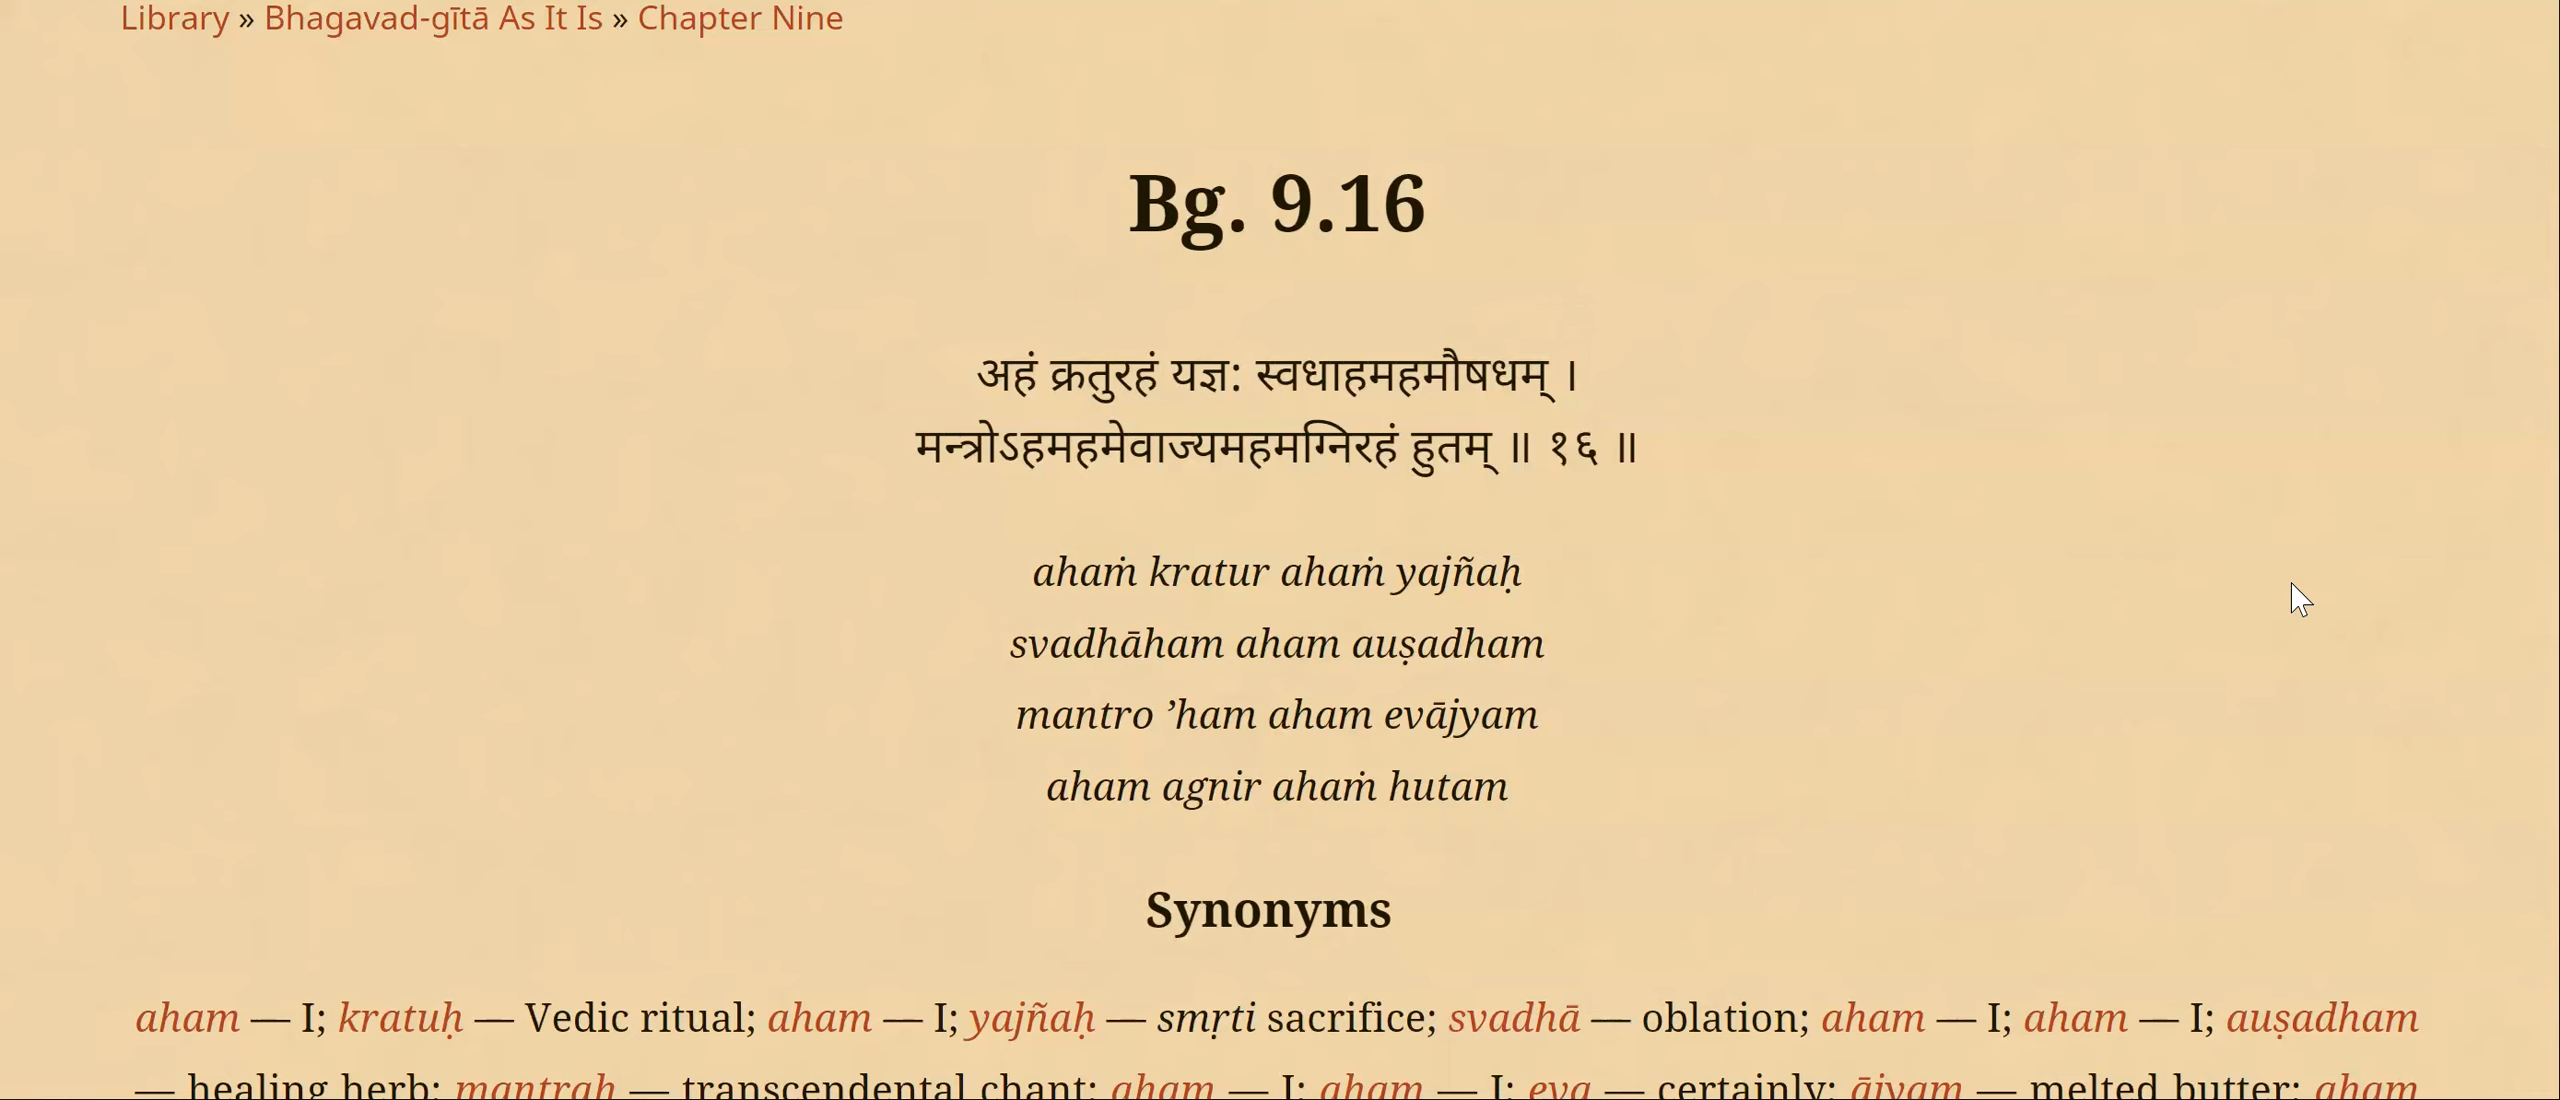 Library » Bhagavad-gītā As It Is » Chapter Nine
Bg. 9.16
अहं क्रतुरहं यज्ञ: स्वधाहमहमौषधम् ।
मन्त्रोऽहमहमेवाज्यमहमग्निरहं हुतम् ॥ १६ ॥
ahaṁ kratur ahaṁ yajñaḥ
svadhāham aham auṣadham
mantro ’ham aham evājyam
aham agnir ahaṁ hutam
Synonyms
aham — I; kratuḥ — Vedic ritual; aham — I; yajñaḥ — smṛti sacrifice; svadhā — oblation; aham — I; aham — I; auṣadham
— healing herb; mantraḥ — transcendental chant; aham — I; aham — I; eva — certainly; ājyam — melted butter; aham